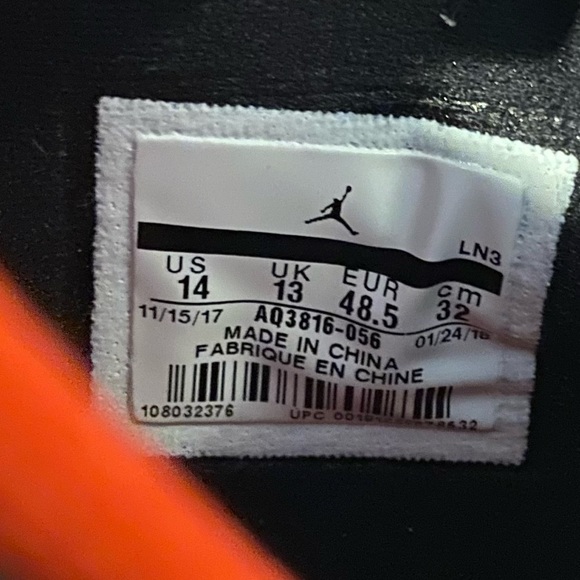 LN3
US UK EUR cm
14 13 48.5 32
11/15/17 AQ3816-056 01/24/18
MADE IN CHINA
FABRIQUE EN CHINE
108032376 UPC